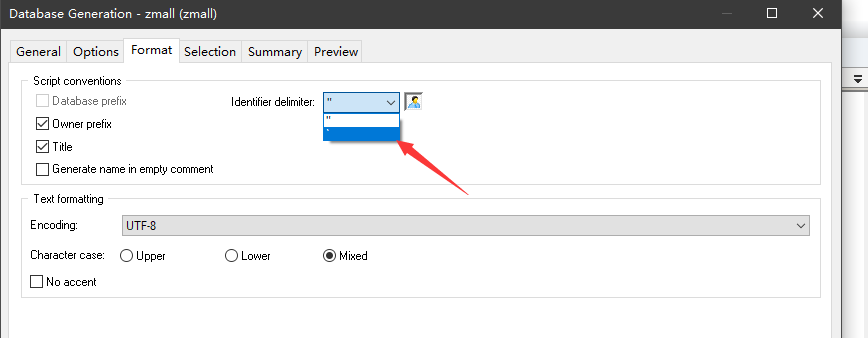 Database Generation - zmall (zmall)
General Options Format Selection Summary Preview
Script conventions
Database prefix
Identifier delimiter: "
"
`
Owner prefix
Title
Generate name in empty comment
Text formatting
Encoding: UTF-8
Character case: Upper Lower Mixed
No accent